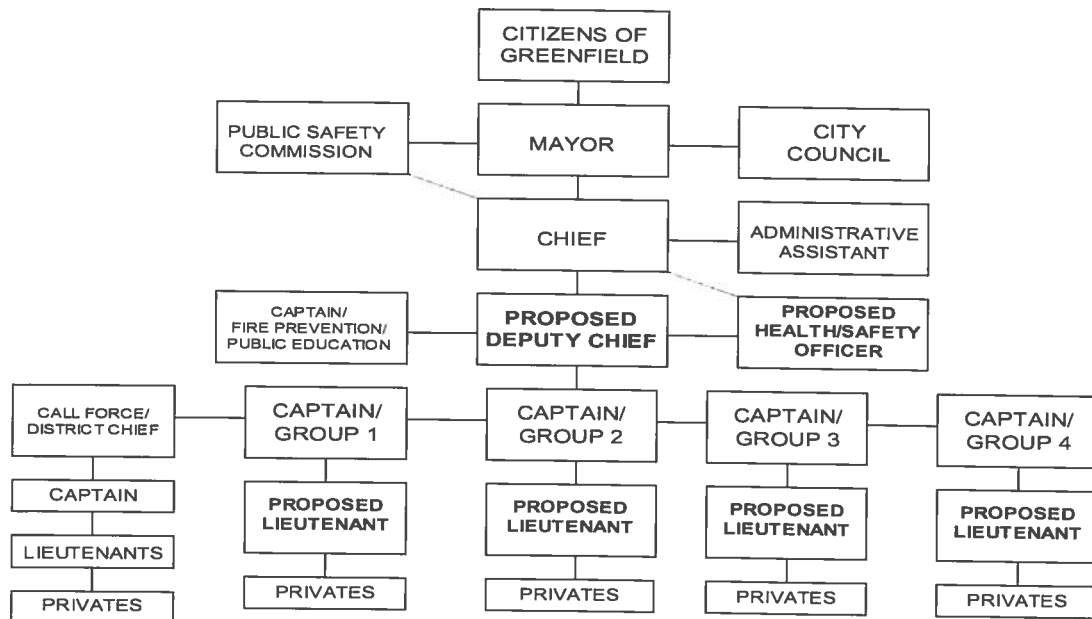 CITIZENS OF
GREENFIELD
PUBLIC SAFETY
COMMISSION
MAYOR
CITY
COUNCIL
CHIEF
ADMINISTRATIVE
ASSISTANT
CAPTAIN/
FIRE PREVENTION/
PUBLIC EDUCATION
PROPOSED
DEPUTY CHIEF
PROPOSED
HEALTH/SAFETY
OFFICER
CALL FORCE/
DISTRICT CHIEF
CAPTAIN/
GROUP 1
CAPTAIN/
GROUP 2
CAPTAIN/
GROUP 3
CAPTAIN/
GROUP 4
CAPTAIN
LIEUTENANTS
PRIVATES
PROPOSED
LIEUTENANT
PRIVATES
PROPOSED
LIEUTENANT
PRIVATES
PROPOSED
LIEUTENANT
PRIVATES
PROPOSED
LIEUTENANT
PRIVATES